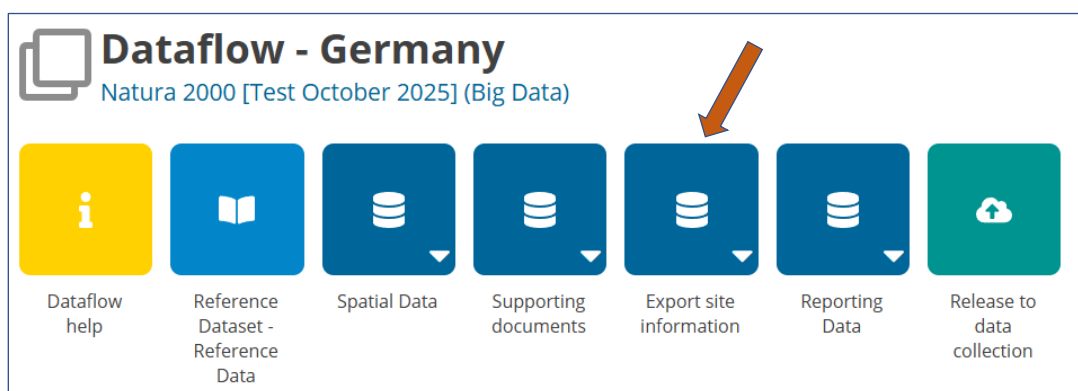 Dataflow - Germany
Natura 2000 [Test October 2025] (Big Data)
Dataflow
help
Reference
Dataset -
Reference
Data
Spatial Data
Supporting
documents
Export site
information
Reporting
Data
Release to
data
collection